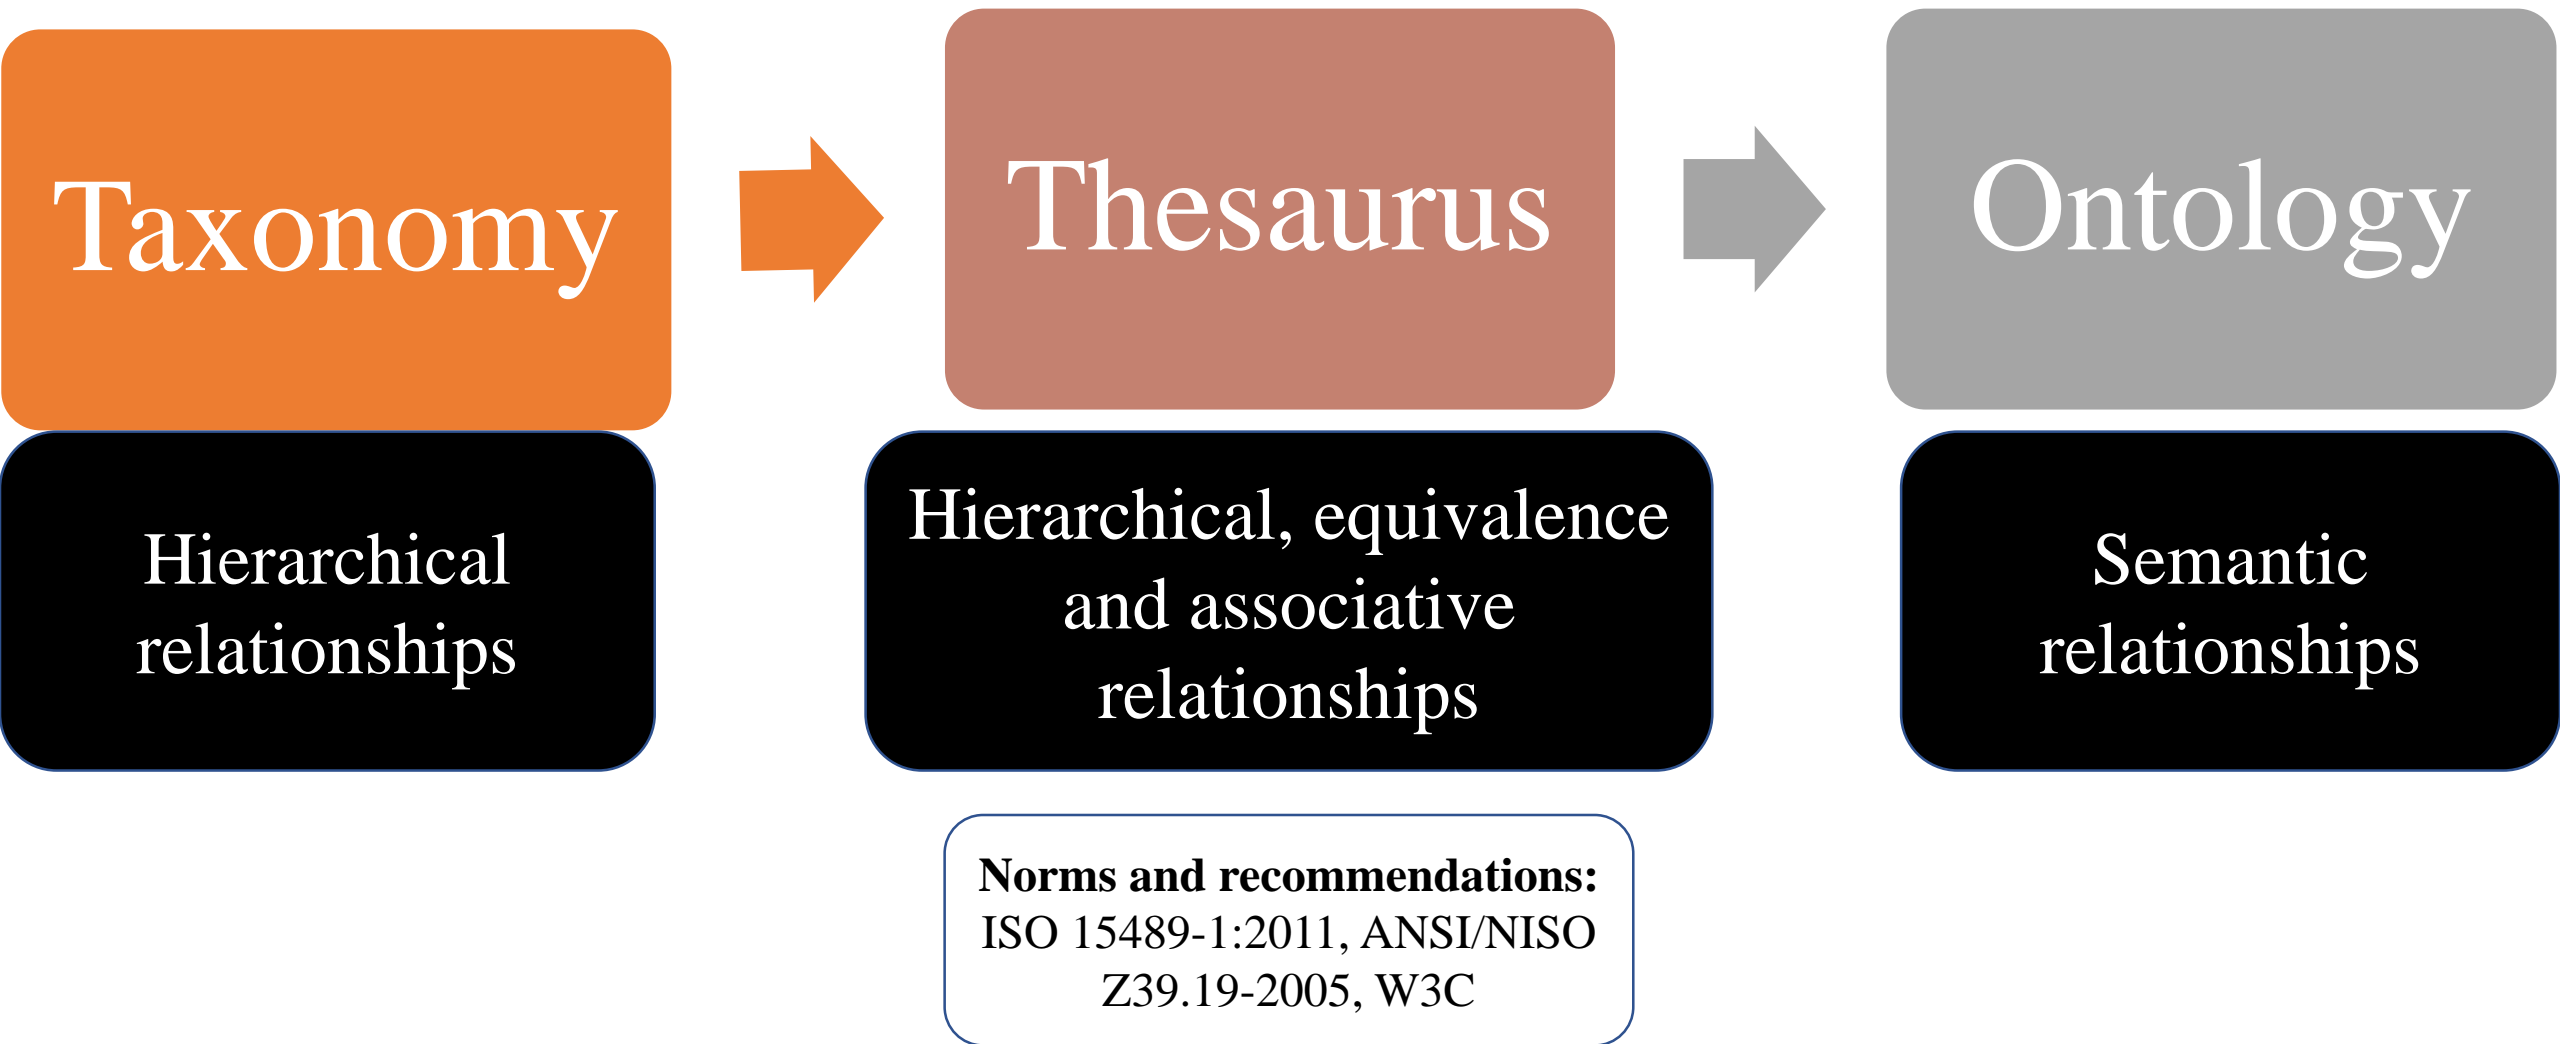 Taxonomy
Thesaurus
Ontology
Hierarchical
relationships
Hierarchical, equivalence
and associative
relationships
Semantic
relationships
Norms and recommendations:
ISO 15489-1:2011, ANSI/NISO
Z39.19-2005, W3C